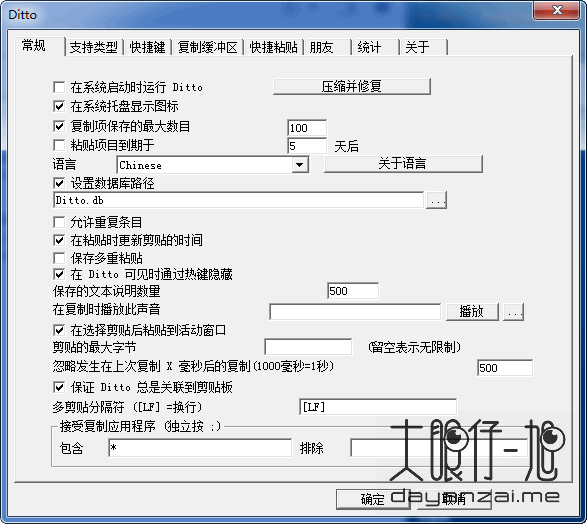 Ditto
常规 支持类型 快捷键 复制缓冲区 快捷粘贴 朋友 统计 关于
在系统启动时运行 Ditto 压缩并修复
在系统托盘显示图标
复制项保存的最大数目 100
粘贴项目到期于 5 天后
语言 Chinese 关于语言
设置数据库路径
Ditto.db ...
允许重复条目
在粘贴时更新剪贴的时间
保存多重粘贴
在 Ditto 可见时通过热键隐藏
保存的文本说明数量 500
在复制时播放此声音 播放 ...
在选择剪贴后粘贴到活动窗口
剪贴的最大字节 (留空表示无限制)
忽略发生在上次复制 X 毫秒后的复制(1000毫秒=1秒) 500
保证 Ditto 总是关联到剪贴板
多剪贴分隔符 ([LF] =换行) [LF]
接受复制应用程序 (独立按 ;)
包含 * 排除
大眼仔~旭
确定 取消
dayanzai.me